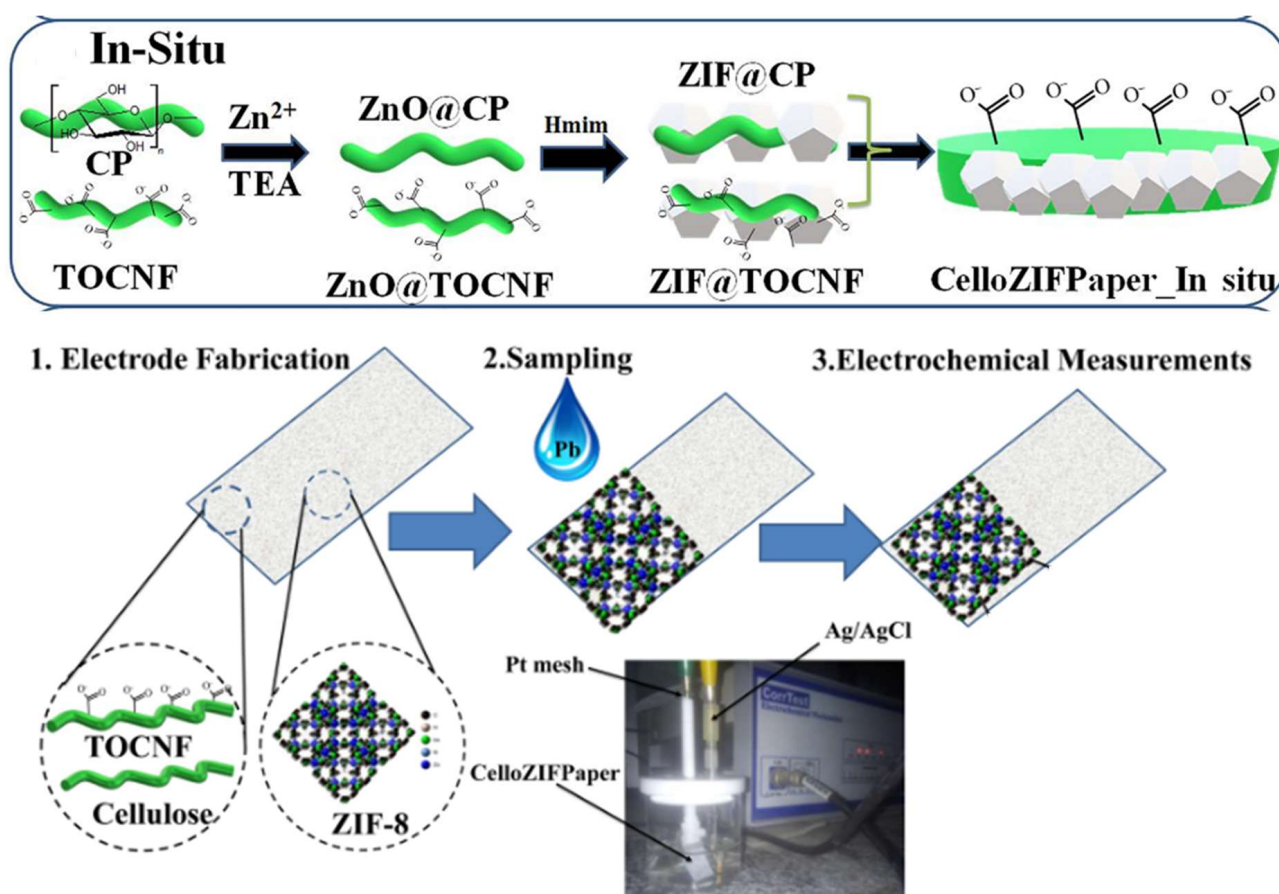 In-Situ
OH
O
O
HO
OH
n
CP
TOCNF
Zn2+
TEA
ZnO@CP
ZnO@TOCNF
Hmim
ZIF@CP
ZIF@TOCNF
O- O O- O O- O O- O
CelloZIFPaper_In situ
1. Electrode Fabrication
2.Sampling
3.Electrochemical Measurements
Pb
TOCNF
Cellulose
ZIF-8
Ag/AgCl
Pt mesh
CelloZIFPaper
CorrTest